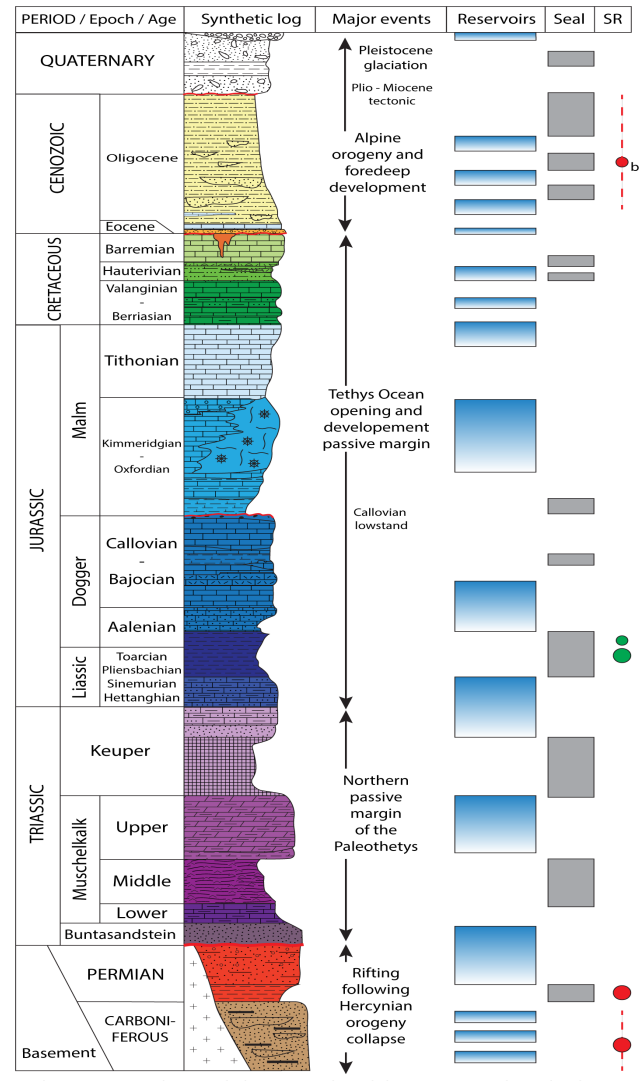 PERIOD / Epoch / Age
Synthetic log
Major events
Reservoirs
Seal
SR
QUATERNARY
Pleistocene
glaciation
Plio - Miocene
tectonic
CENOZOIC
Oligocene
Eocene
Alpine
orogeny and
foredeep
development
b
CRETACEOUS
Barremian
Hauterivian
Valanginian
-
Berriasian
JURASSIC
Malm
Tithonian
Kimmeridgian
-
Oxfordian
Tethys Ocean
opening and
developement
passive margin
Callovian
lowstand
Dogger
Callovian
-
Bajocian
Aalenian
Liassic
Toarcian
Pliensbachian
Sinemurian
Hettanghian
TRIASSIC
Keuper
Muschelkalk
Upper
Middle
Lower
Buntasandstein
Northern
passive
margin
of the
Paleothetys
PERMIAN
CARBONI-
FEROUS
Basement
Rifting
following
Hercynian
orogeny
collapse